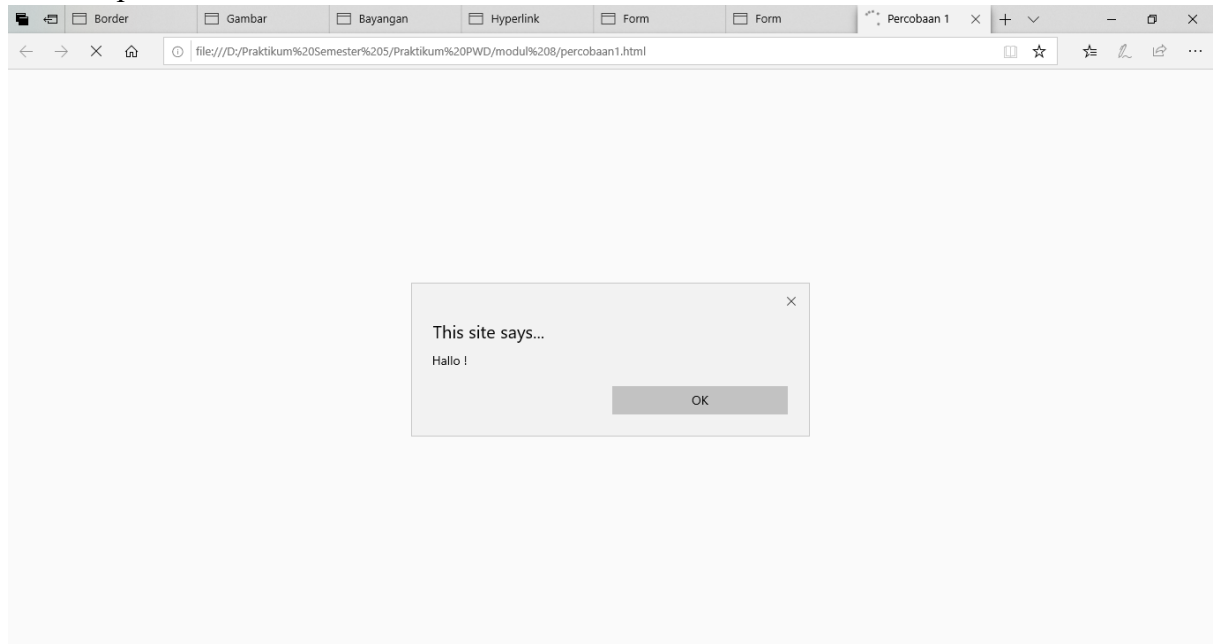 Border Gambar Bayangan Hyperlink Form Form Percobaan 1
file:///D:/Praktikum%20Semester%205/Praktikum%20PWD/modul%208/percobaan1.html
This site says...
Hallo !
OK